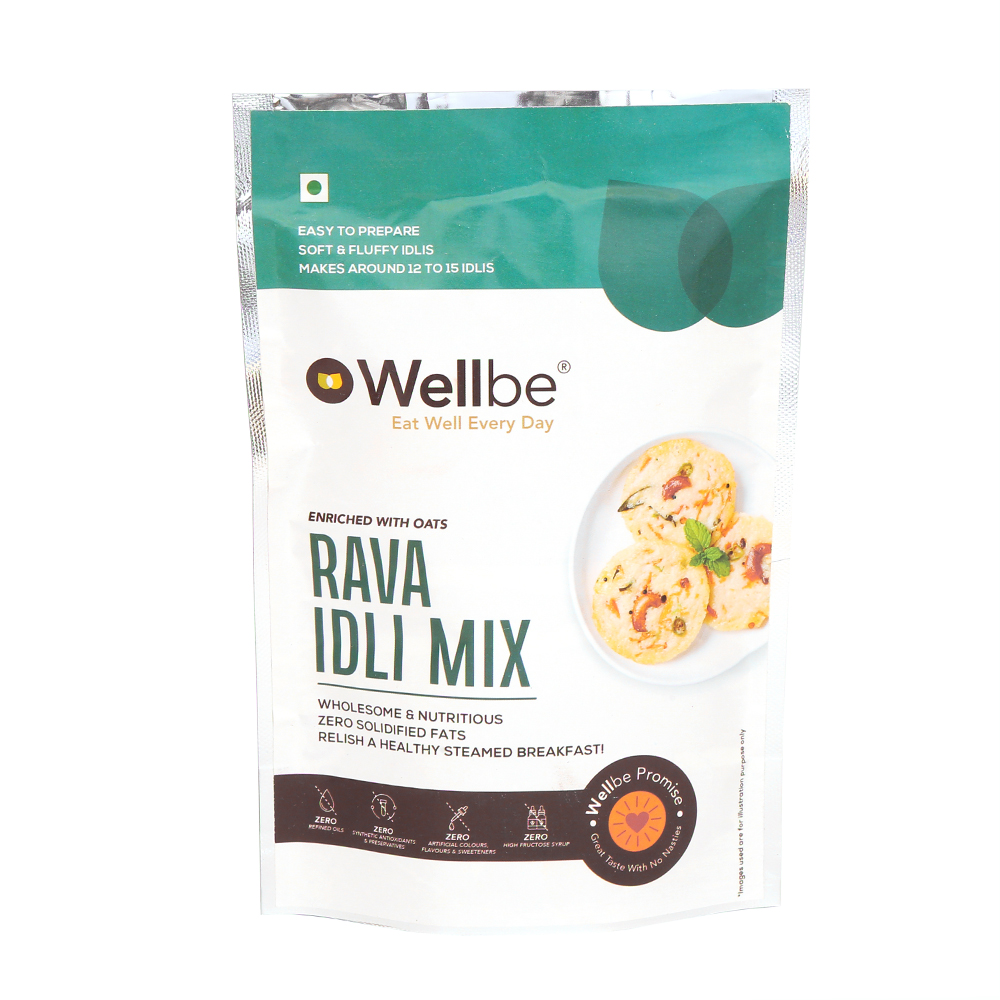 EASY TO PREPARE
SOFT & FLUFFY IDLIS
MAKES AROUND 12 TO 15 IDLIS
Wellbe®
Eat Well Every Day
ENRICHED WITH OATS
RAVA
IDLI MIX
WHOLESOME & NUTRITIOUS
ZERO SOLIDIFIED FATS
RELISH A HEALTHY STEAMED BREAKFAST!
ZERO
REFINED OILS
ZERO
SYNTHETIC ANTIOXIDANTS
& PRESERVATIVES
ZERO
ARTIFICIAL COLOURS,
FLAVOURS & SWEETENERS
ZERO
HIGH FRUCTOSE SYRUP
• Wellbe Promise •
Great Taste With No Nasties
*Images used are for illustration purpose only